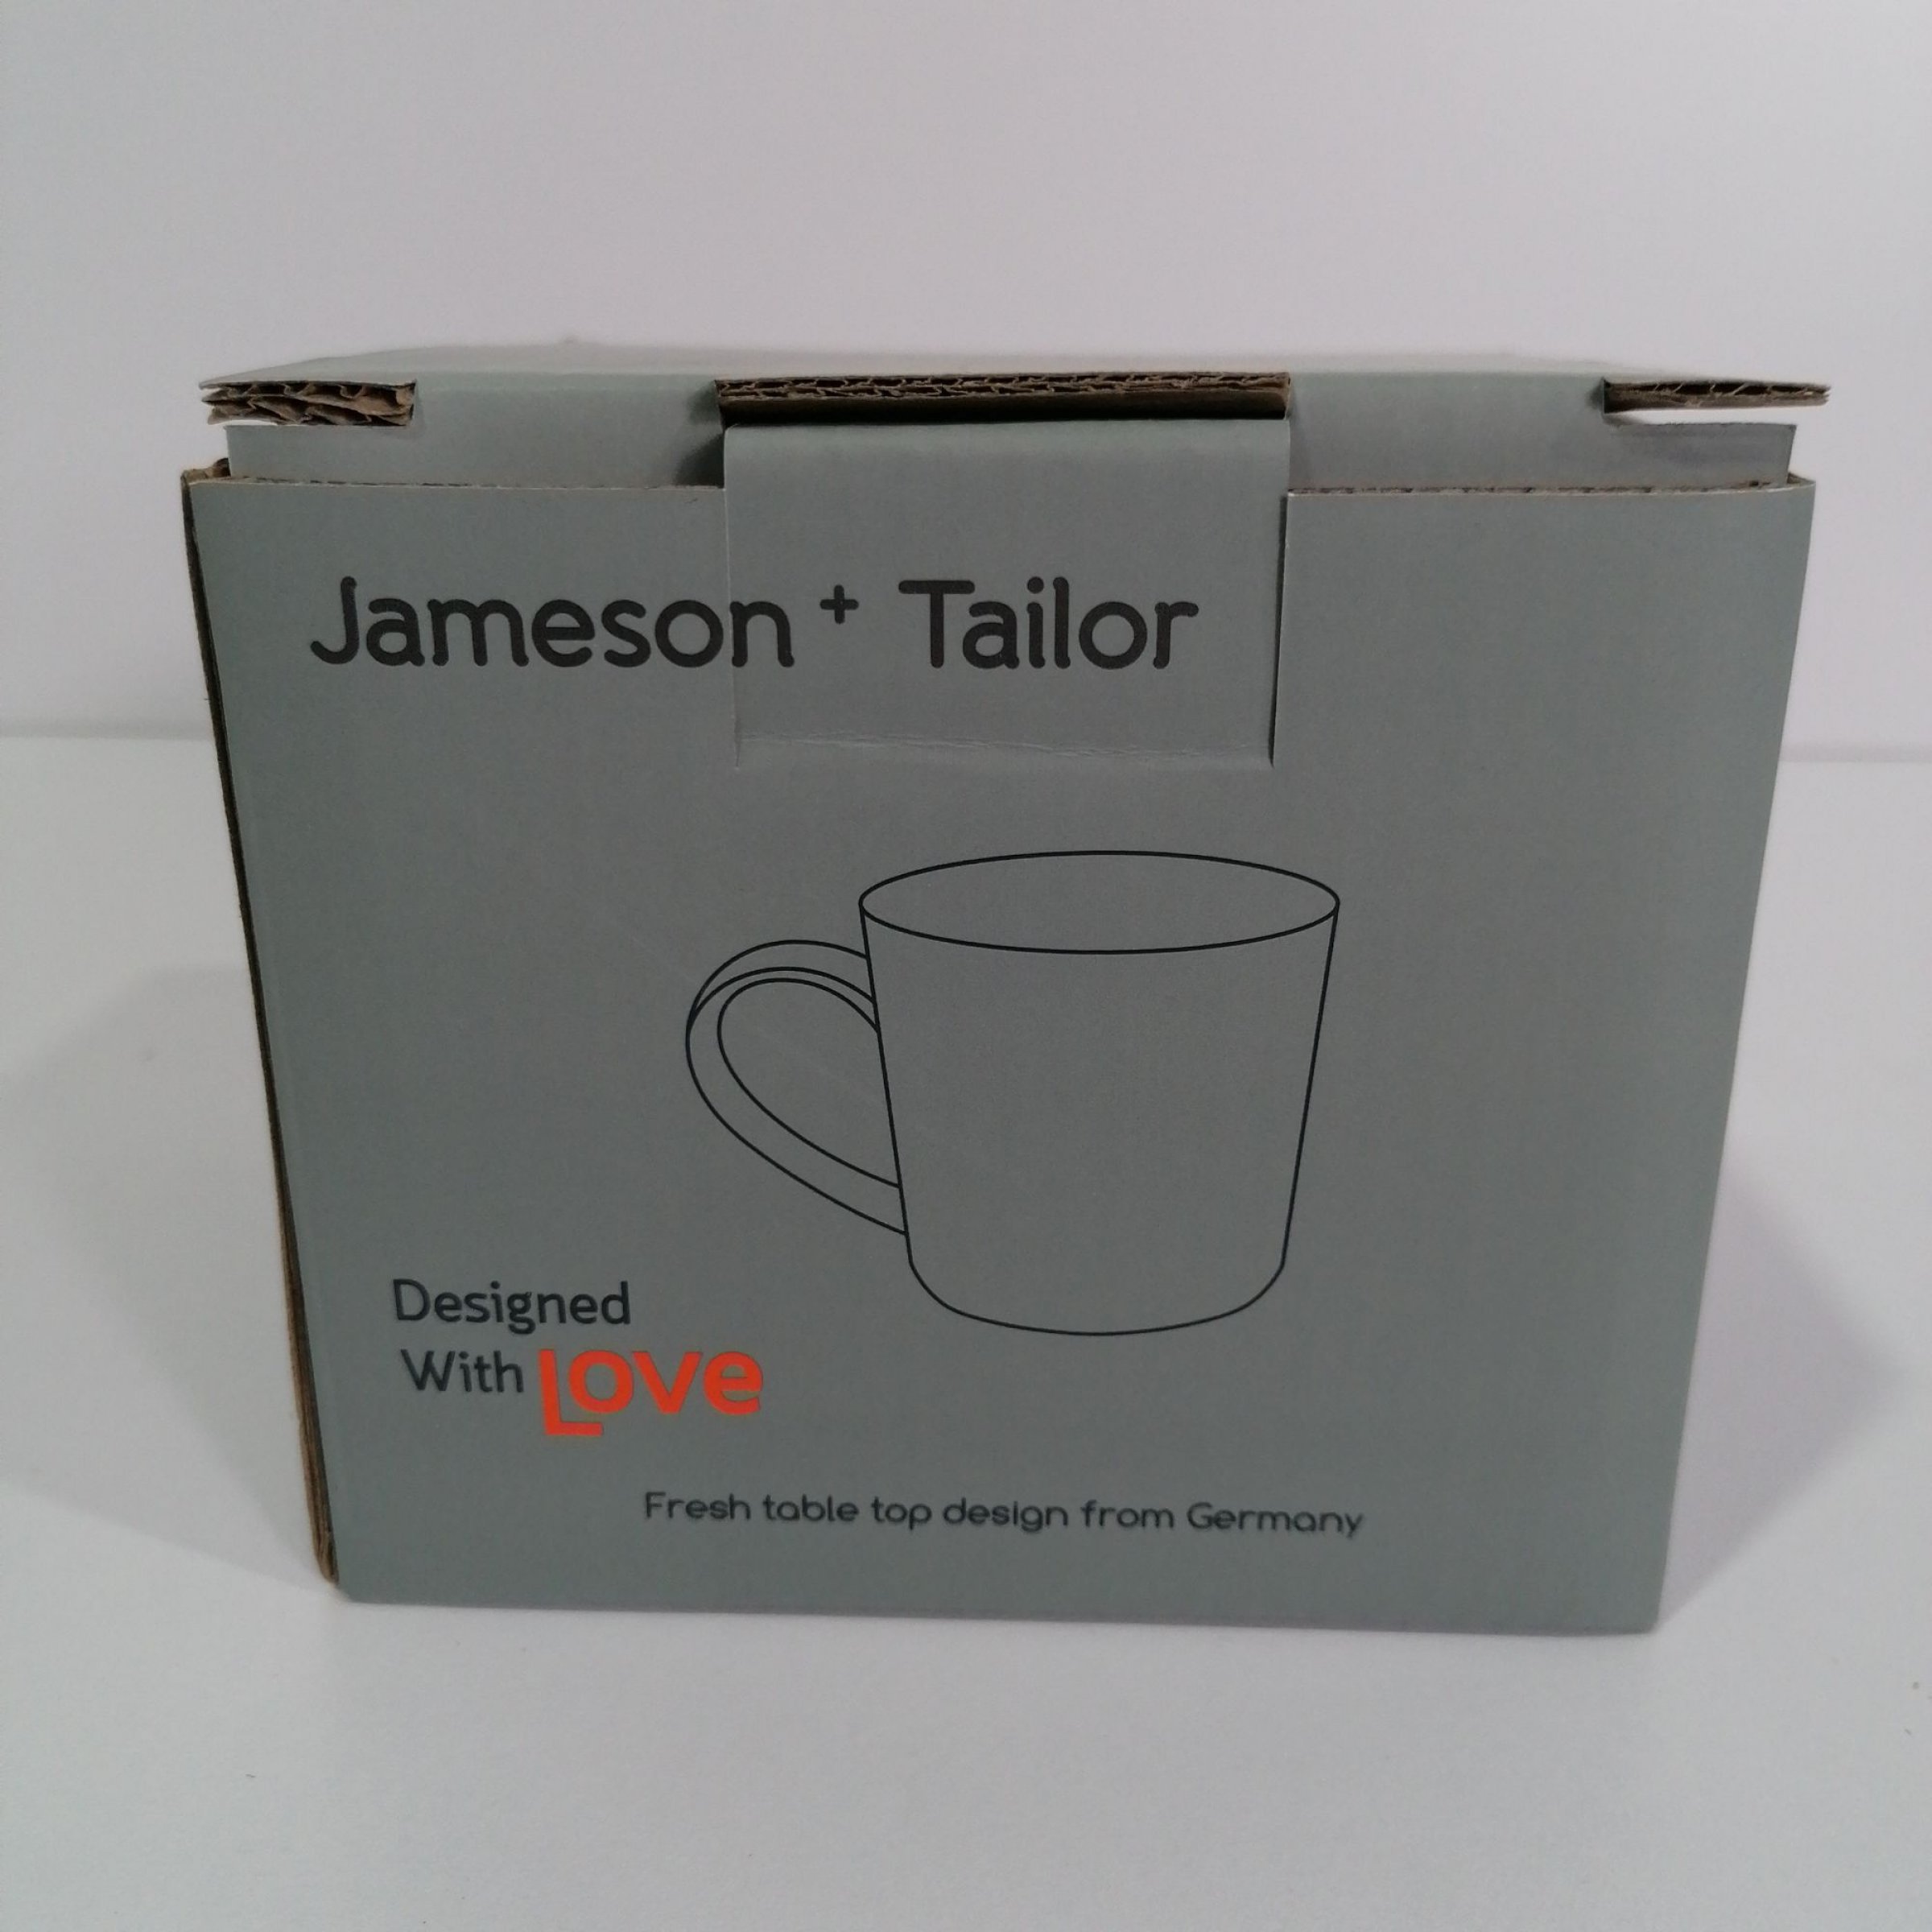 Jameson + Tailor
Designed
With Love
Fresh table top design from Germany